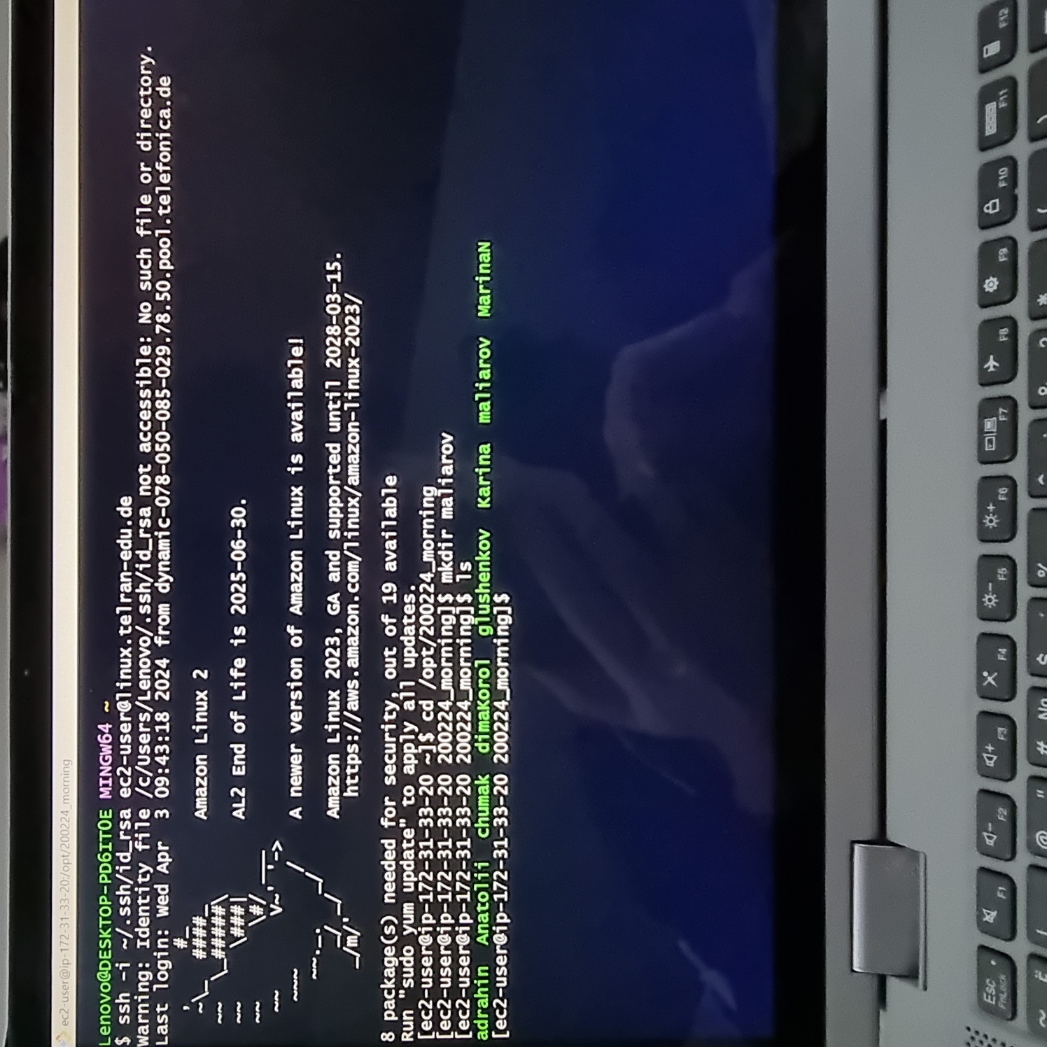 ec2-user@ip-172-31-33-20:/opt/200224_morning
Lenovo@DESKTOP-PD6IT0E MINGW64 ~
$ ssh -i ~/.ssh/id_rsa ec2-user@linux.telran-edu.de
Warning: Identity file /c/Users/Lenovo/.ssh/id_rsa not accessible: No such file or directory.
Last login: Wed Apr  3 09:43:18 2024 from dynamic-078-050-085-029.78.50.pool.telefonica.de
   ,     #_
   ~\_  ####_        Amazon Linux 2
  ~~  \_#####\
  ~~     \###|       AL2 End of Life is 2025-06-30.
  ~~       \#/ ___
   ~~       V~' '->
    ~~~         /    A newer version of Amazon Linux is available!
      ~~._.   _/
         _/ _/       Amazon Linux 2023, GA and supported until 2028-03-15.
       _/m/'           https://aws.amazon.com/linux/amazon-linux-2023/
8 package(s) needed for security, out of 19 available
Run "sudo yum update" to apply all updates.
[ec2-user@ip-172-31-33-20 ~]$ cd /opt/200224_morning
[ec2-user@ip-172-31-33-20 200224_morning]$ mkdir maliarov
[ec2-user@ip-172-31-33-20 200224_morning]$ ls
adrahin  Anatolii  chumak  dimaKorol  glushenkov  Karina  maliarov  MarinaN
[ec2-user@ip-172-31-33-20 200224_morning]$
Esc F1 F2 F3 F4 F5 F6 F7 F8 F9 F10 F11 F12
FnLock
~ Ё ! @ " # № $ % ^ & ? * ( )